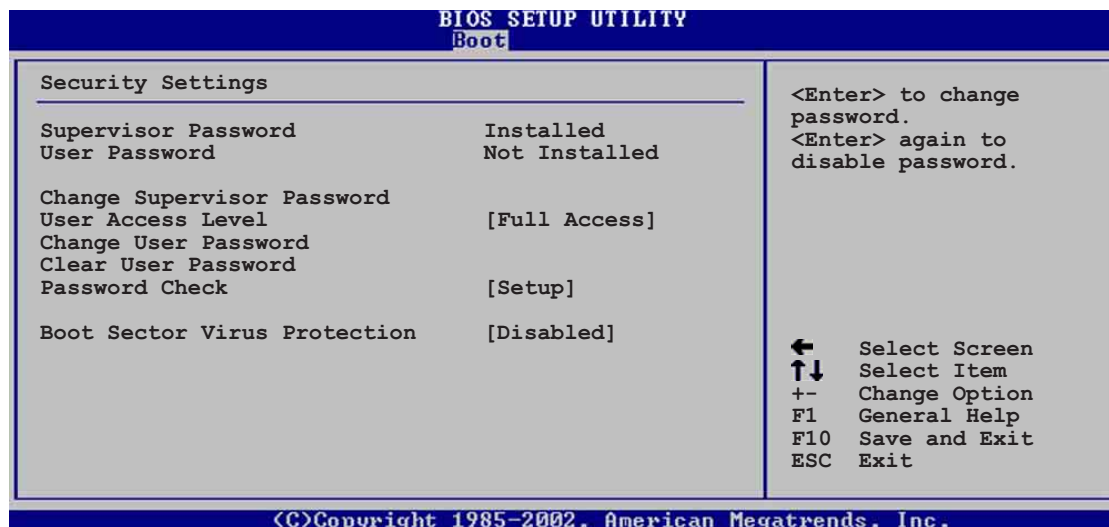 BIOS SETUP UTILITY
Boot
Security Settings
Supervisor Password Installed
User Password Not Installed
Change Supervisor Password
User Access Level [Full Access]
Change User Password
Clear User Password
Password Check [Setup]
Boot Sector Virus Protection [Disabled]
<Enter> to change
password.
<Enter> again to
disable password.
← Select Screen
↑↓ Select Item
+- Change Option
F1 General Help
F10 Save and Exit
ESC Exit
(C)Copyright 1985-2002, American Megatrends, Inc.